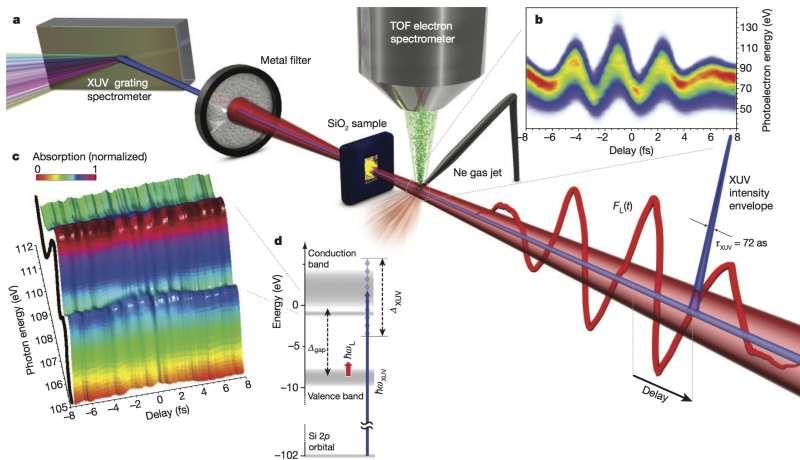 a
XUV grating
spectrometer
Metal filter
TOF electron
spectrometer
SiO2 sample
Ne gas jet
b
150
130
110
90
70
50
Photoelectron energy (eV)
−8 −6 −4 −2 0 2 4 6 8
Delay (fs)
XUV
intensity
envelope
FL(t)
τXUV = 72 as
Delay
c
Absorption (normalized)
0 1
112
111
110
109
108
107
106
105
Photon energy (eV)
−8 −6 −4 −2 0 2 4 6 8
Delay (fs)
d
Conduction
band
0
−5
−10
−102
Energy (eV)
Δgap
ħωL
ΔXUV
ħωXUV
Valence band
Si 2p
orbital